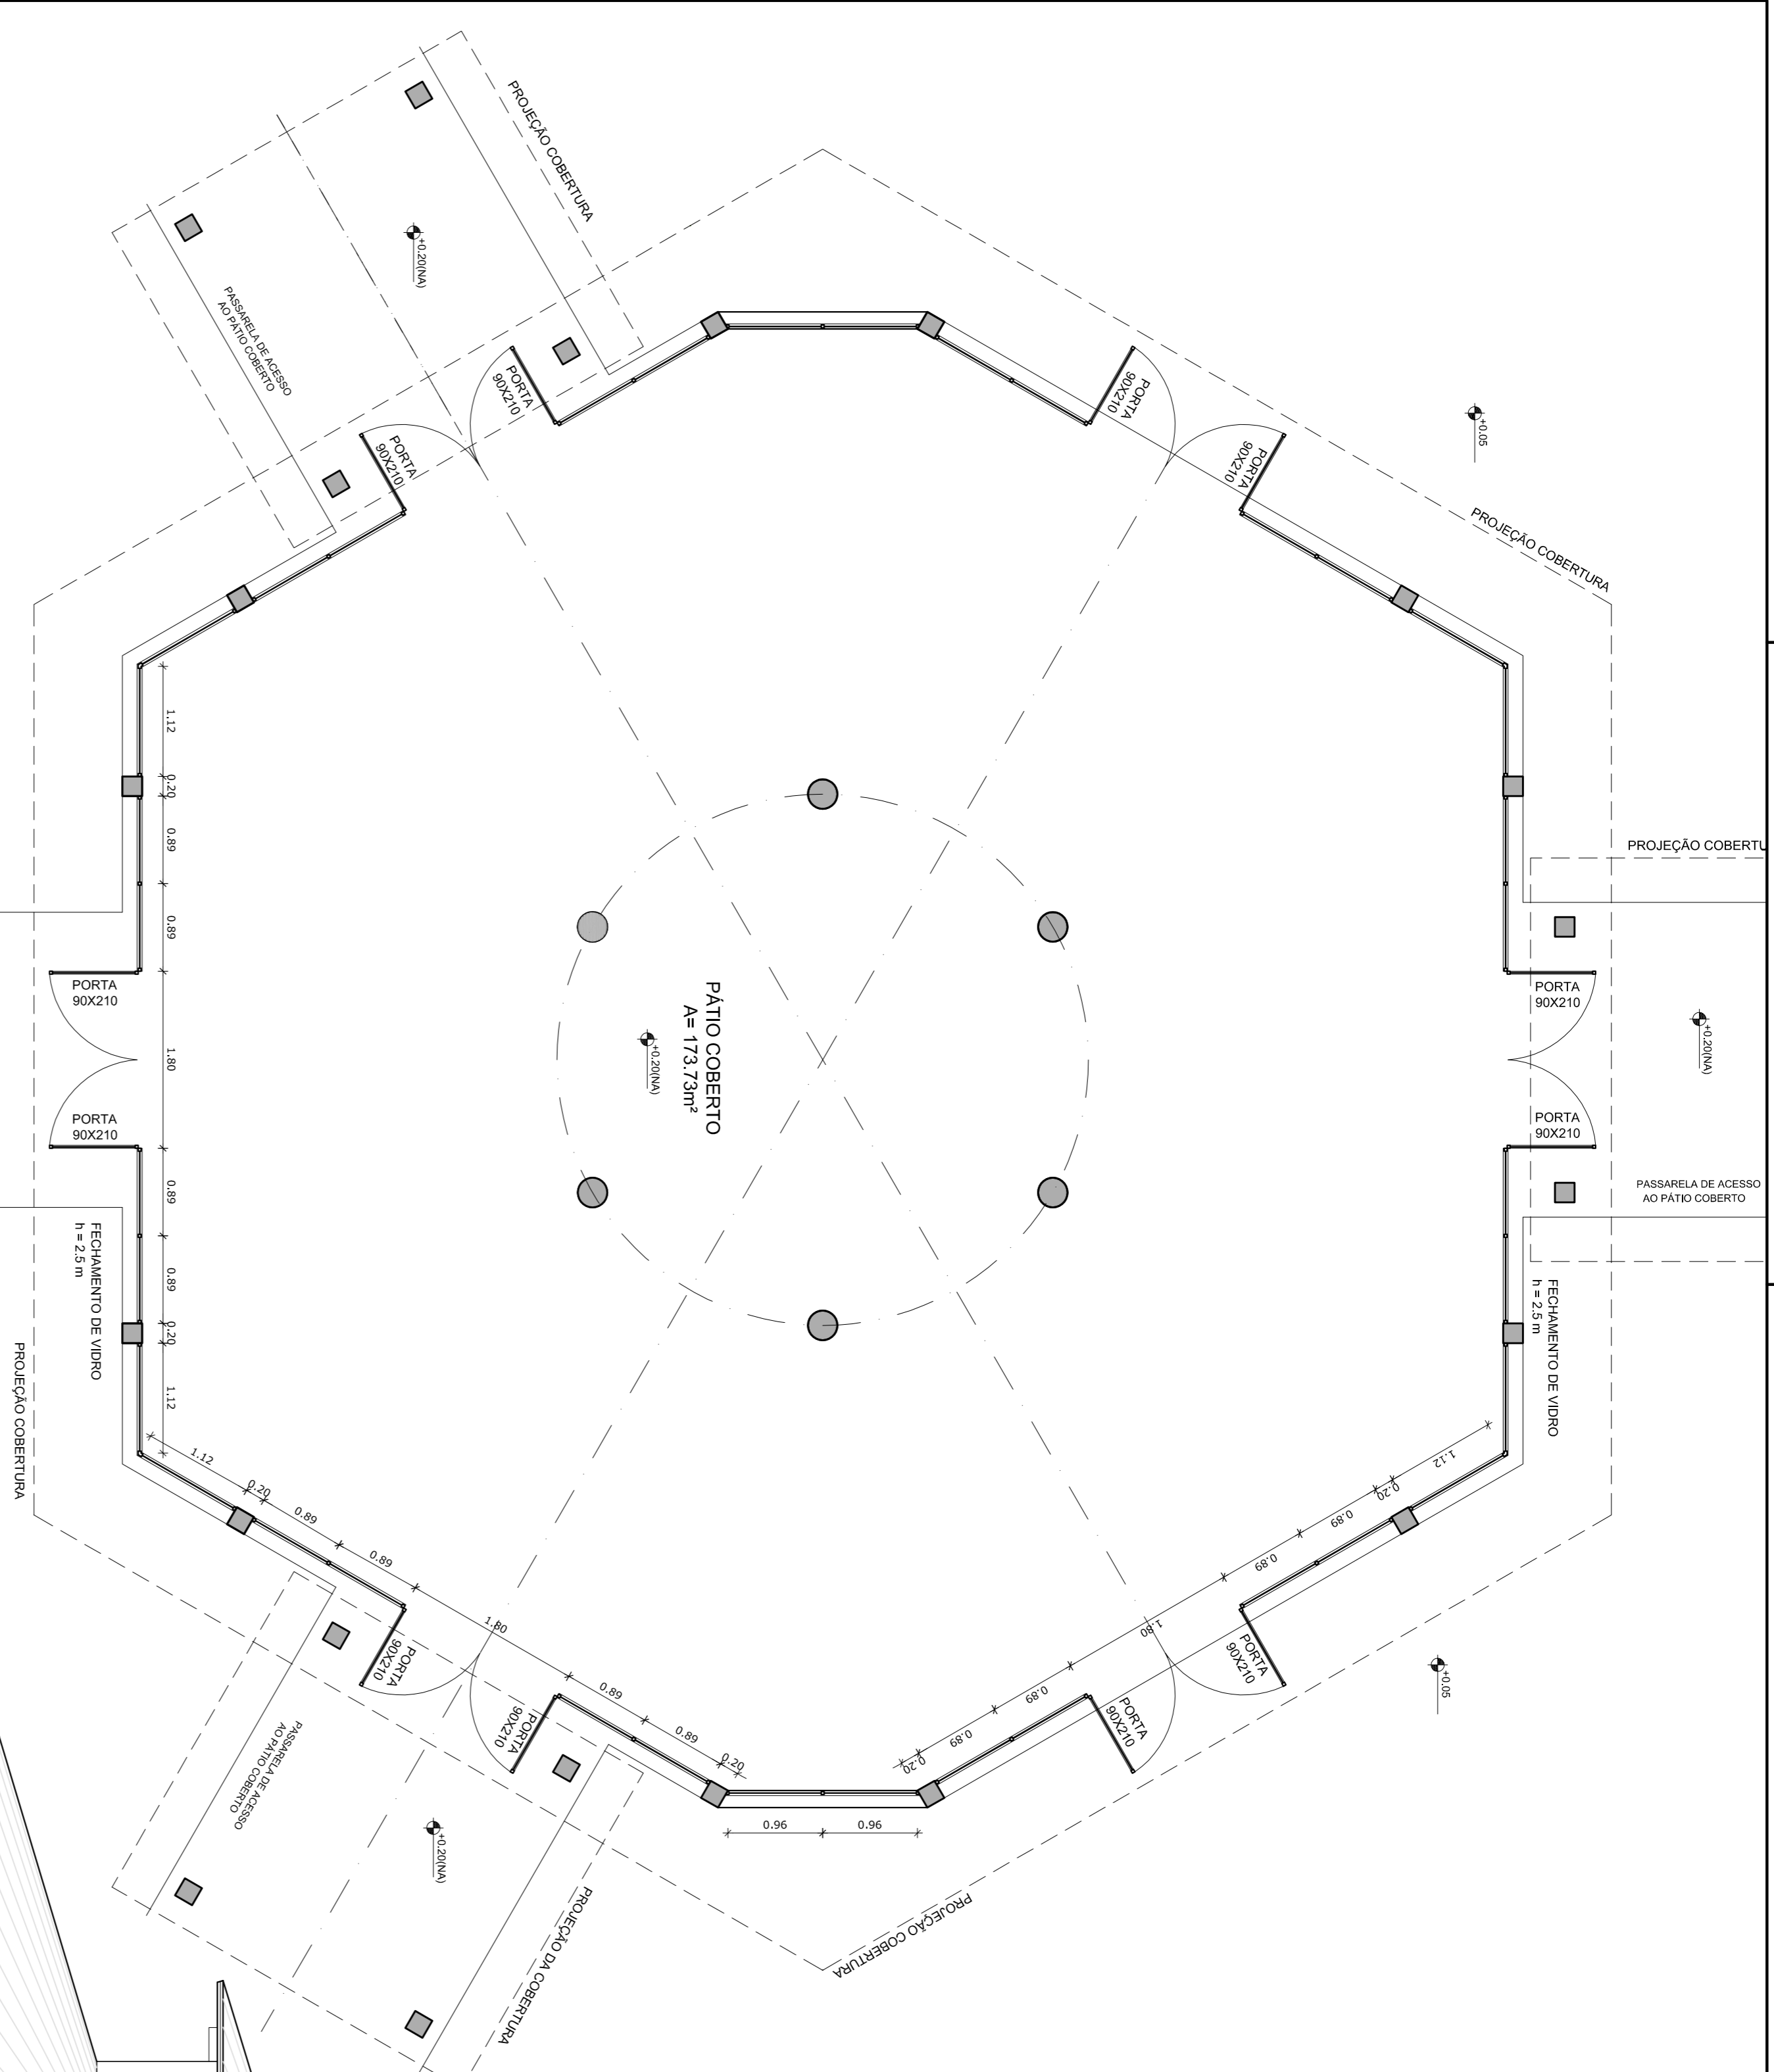 PROJEÇÃO COBERTURA
+0.20(NA)
PASSARELA DE ACESSO
AO PÁTIO COBERTO
PORTA
90X210
PORTA
90X210
PORTA
90X210
PORTA
90X210
+0.05
PROJEÇÃO COBERTURA
PROJEÇÃO COBERTU
1.12
0.20
0.89
0.89
1.80
0.89
0.89
0.20
1.12
PORTA
90X210
PORTA
90X210
PORTA
90X210
PORTA
90X210
+0.20(NA)
PASSARELA DE ACESSO
AO PÁTIO COBERTO
PÁTIO COBERTO
A= 173.73m²
+0.20(NA)
FECHAMENTO DE VIDRO
h = 2.5 m
FECHAMENTO DE VIDRO
h = 2.5 m
PROJEÇÃO COBERTURA
1.12
0.20
0.89
0.89
1.80
0.89
0.89
0.20
0.96
0.96
1.12
0.20
0.89
0.89
1.80
0.89
0.89
0.20
PORTA
90X210
PORTA
90X210
PORTA
90X210
PORTA
90X210
+0.05
PASSARELA DE ACESSO
AO PÁTIO COBERTO
+0.20(NA)
PROJEÇÃO DA COBERTURA
PROJEÇÃO COBERTURA